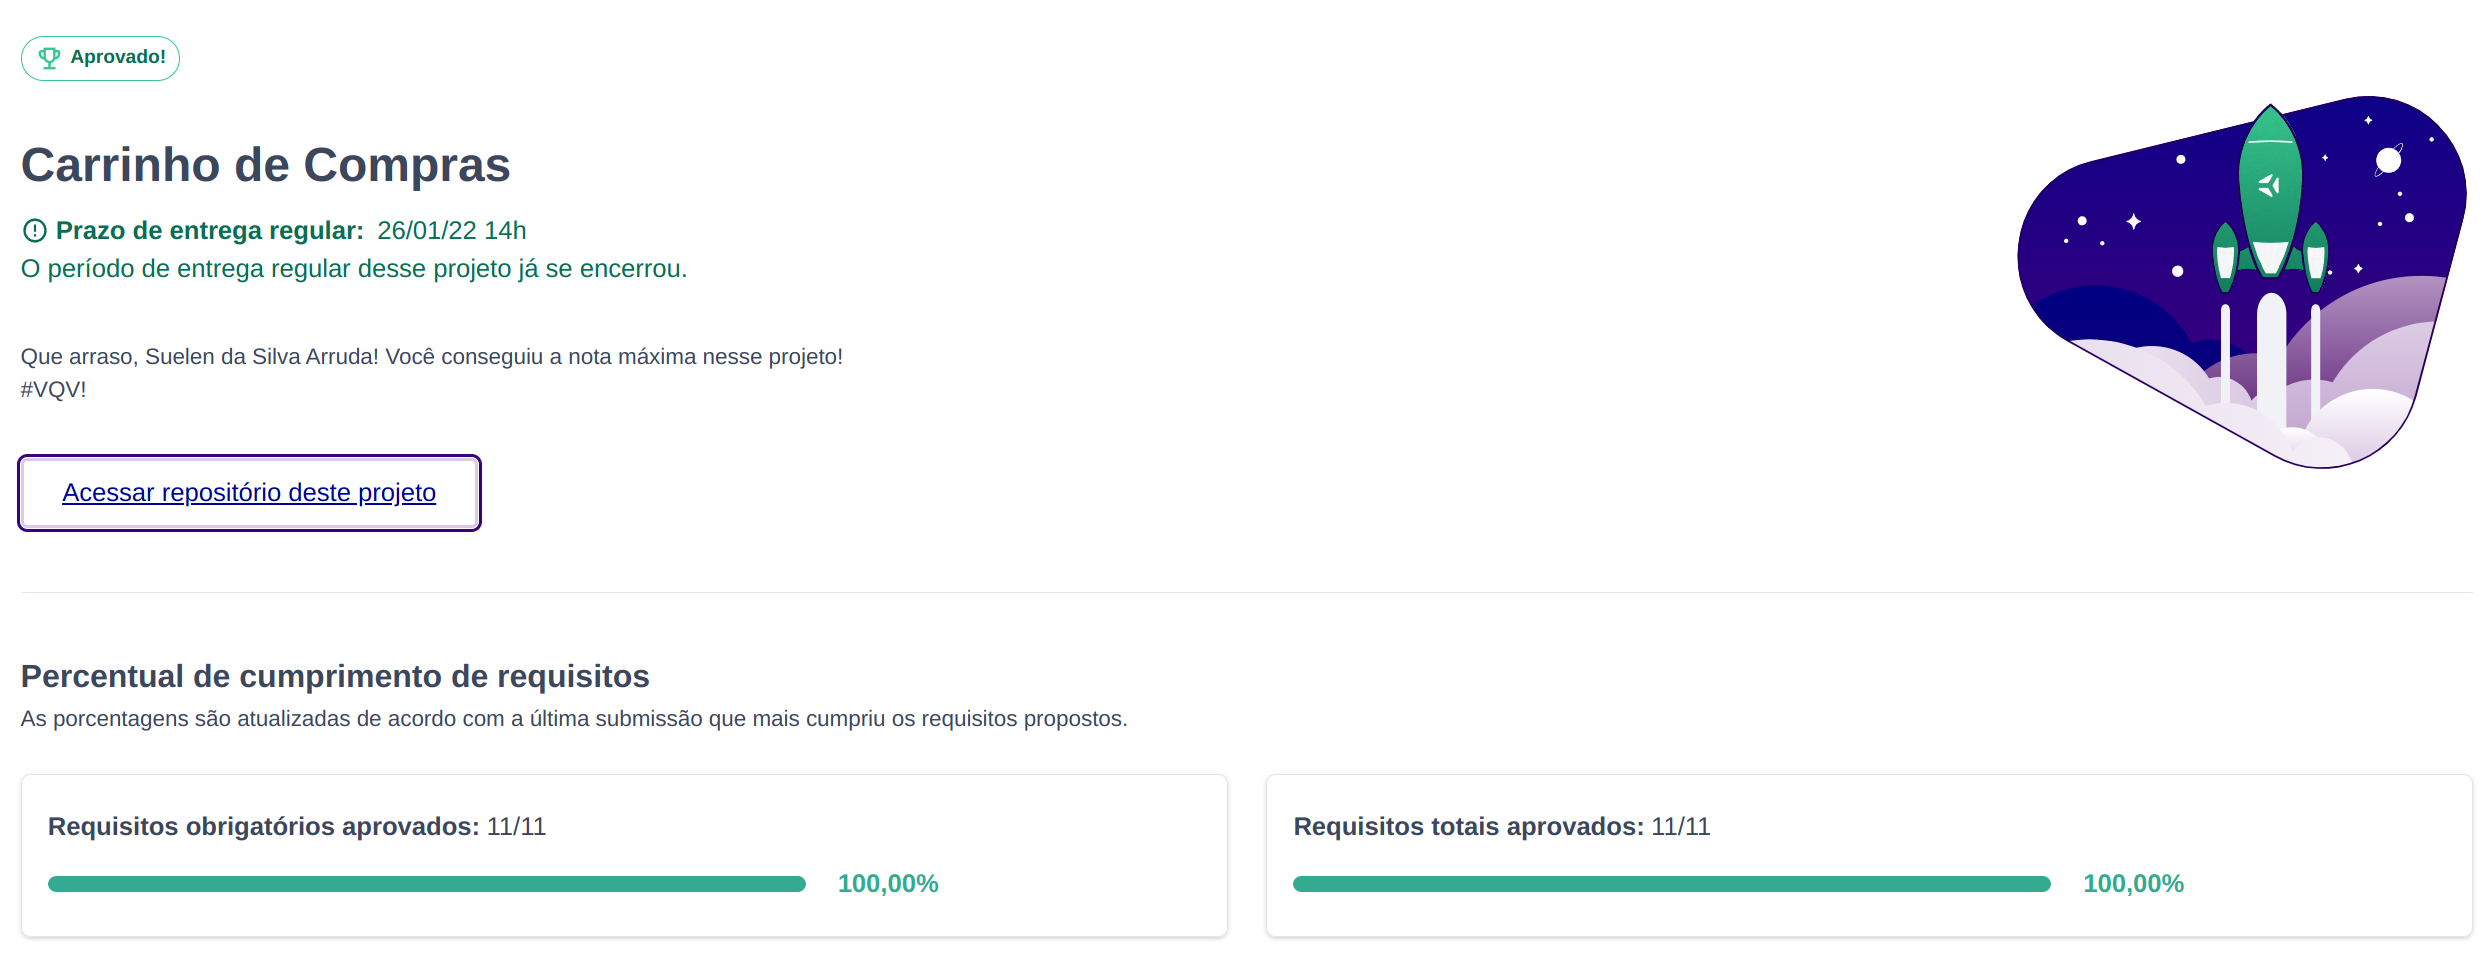 Aprovado!
Carrinho de Compras
Prazo de entrega regular: 26/01/22 14h
O período de entrega regular desse projeto já se encerrou.
Que arraso, Suelen da Silva Arruda! Você conseguiu a nota máxima nesse projeto!
#VQV!
Acessar repositório deste projeto
Percentual de cumprimento de requisitos
As porcentagens são atualizadas de acordo com a última submissão que mais cumpriu os requisitos propostos.
Requisitos obrigatórios aprovados: 11/11
100,00%
Requisitos totais aprovados: 11/11
100,00%